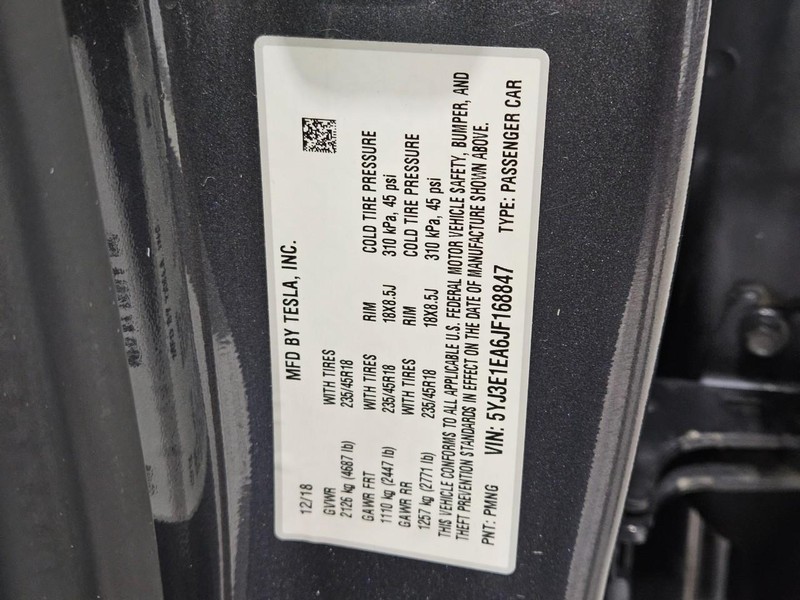 MFD BY TESLA, INC.
12/18
GVWR WITH TIRES RIM COLD TIRE PRESSURE
2126 kg (4687 lb) 235/45R18 18X8.5J 310 kPa, 45 psi
GAWR FRT WITH TIRES RIM COLD TIRE PRESSURE
1110 kg (2447 lb) 235/45R18 18X8.5J 310 kPa, 45 psi
GAWR RR WITH TIRES
1257 kg (2771 lb) 235/45R18
THIS VEHICLE CONFORMS TO ALL APPLICABLE U.S. FEDERAL MOTOR VEHICLE SAFETY, BUMPER, AND
THEFT PREVENTION STANDARDS IN EFFECT ON THE DATE OF MANUFACTURE SHOWN ABOVE.
PNT: PMNG VIN: 5YJ3E1EA6JF168847 TYPE: PASSENGER CAR